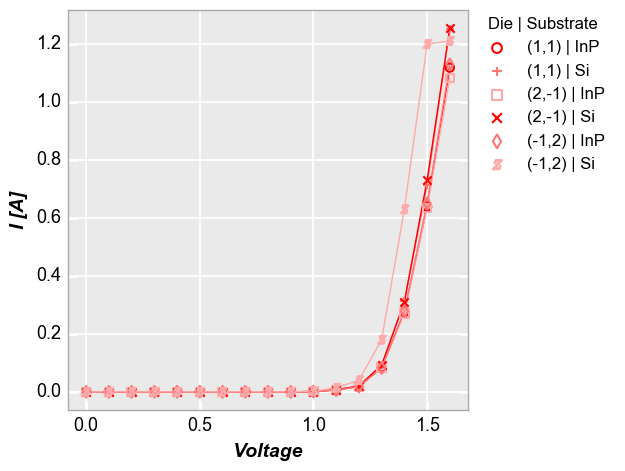 Die | Substrate
(1,1) | InP
(1,1) | Si
(2,-1) | InP
(2,-1) | Si
(-1,2) | InP
(-1,2) | Si
I [A]
1.2
1.0
0.8
0.6
0.4
0.2
0.0
0.0 0.5 1.0 1.5
Voltage